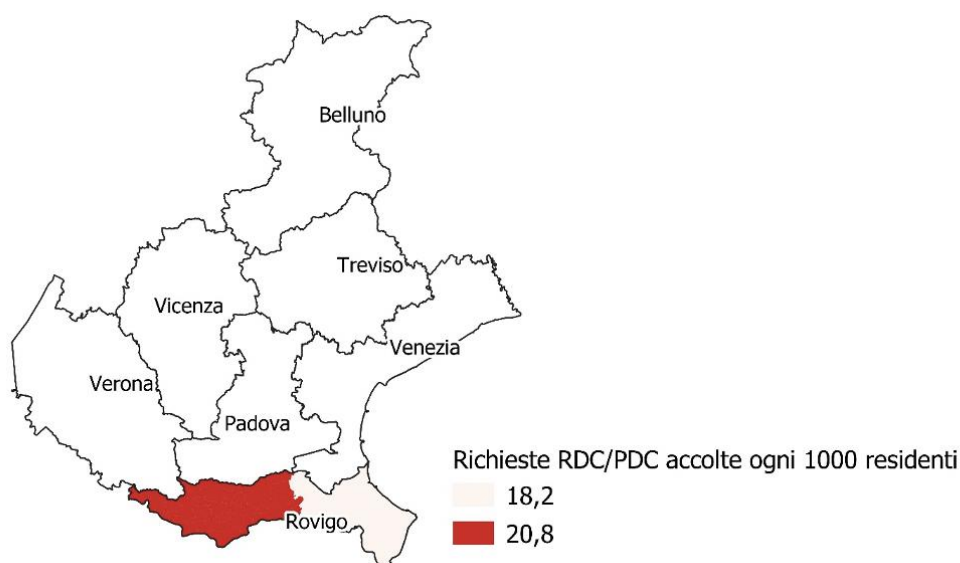 Belluno
Treviso
Vicenza
Venezia
Verona
Padova
Rovigo
Richieste RDC/PDC accolte ogni 1000 residenti
18,2
20,8